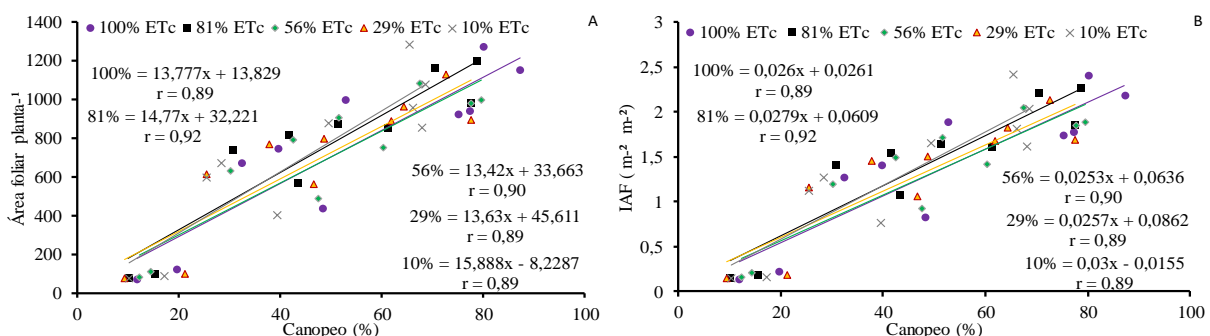 A
100% ETc 81% ETc 56% ETc 29% ETc 10% ETc
100% = 13,777x + 13,829
r = 0,89
81% = 14,77x + 32,221
r = 0,92
56% = 13,42x + 33,663
r = 0,90
29% = 13,63x + 45,611
r = 0,89
10% = 15,888x - 8,2287
r = 0,89
Área foliar planta-¹
1400
1200
1000
800
600
400
200
0
0 20 40 60 80 100
Canopeo (%)
B
100% ETc 81% ETc 56% ETc 29% ETc 10% ETc
100% = 0,026x + 0,0261
r = 0,89
81% = 0,0279x + 0,0609
r = 0,92
56% = 0,0253x + 0,0636
r = 0,90
29% = 0,0257x + 0,0862
r = 0,89
10% = 0,03x - 0,0155
r = 0,89
IAF ( m-² m-²)
3
2,5
2
1,5
1
0,5
0
0 20 40 60 80 100
Canopeo (%)